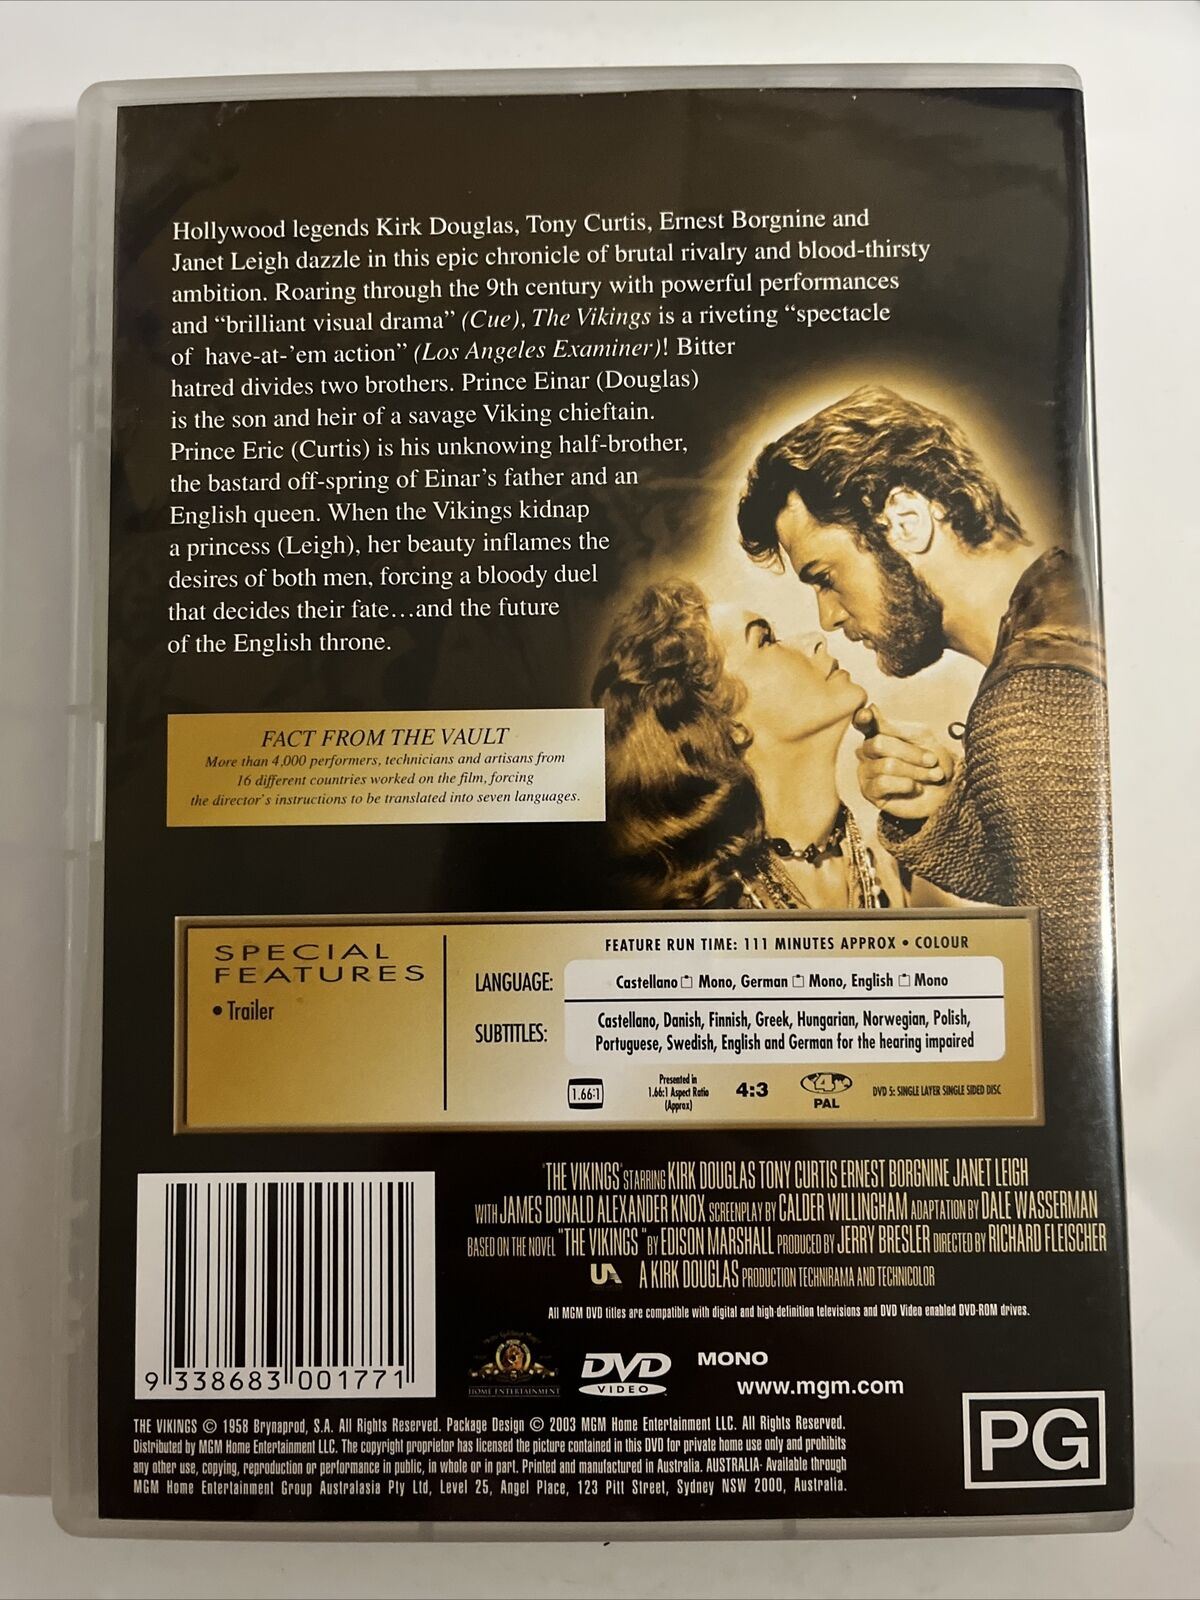 Hollywood legends Kirk Douglas, Tony Curtis, Ernest Borgnine and
Janet Leigh dazzle in this epic chronicle of brutal rivalry and blood-thirsty
ambition. Roaring through the 9th century with powerful performances
and “brilliant visual drama” (Cue), The Vikings is a riveting “spectacle
of have-at-’em action” (Los Angeles Examiner)! Bitter
hatred divides two brothers. Prince Einar (Douglas)
is the son and heir of a savage Viking chieftain.
Prince Eric (Curtis) is his unknowing half-brother,
the bastard off-spring of Einar’s father and an
English queen. When the Vikings kidnap
a princess (Leigh), her beauty inflames the
desires of both men, forcing a bloody duel
that decides their fate…and the future
of the English throne.
FACT FROM THE VAULT
More than 4,000 performers, technicians and artisans from
16 different countries worked on the film, forcing
the director’s instructions to be translated into seven languages.
SPECIAL
FEATURES
• Trailer
FEATURE RUN TIME: 111 MINUTES APPROX • COLOUR
LANGUAGE:
Castellano Mono, German Mono, English Mono
SUBTITLES:
Castellano, Danish, Finnish, Greek, Hungarian, Norwegian, Polish,
Portuguese, Swedish, English and German for the hearing impaired
1.66:1
Presented in
1.66:1 Aspect Ratio
(Approx)
4:3
4
PAL
DVD 5: SINGLE LAYER SINGLE SIDED DISC
"THE VIKINGS" STARRING KIRK DOUGLAS TONY CURTIS ERNEST BORGNINE JANET LEIGH
WITH JAMES DONALD ALEXANDER KNOX SCREENPLAY BY CALDER WILLINGHAM ADAPTATION BY DALE WASSERMAN
BASED ON THE NOVEL "THE VIKINGS" BY EDISON MARSHALL PRODUCED BY JERRY BRESLER DIRECTED BY RICHARD FLEISCHER
UA A KIRK DOUGLAS PRODUCTION TECHNIRAMA AND TECHNICOLOR
All MGM DVD titles are compatible with digital and high-definition televisions and DVD Video enabled DVD-ROM drives.
9 338683 001771
HOME ENTERTAINMENT
DVD
VIDEO
MONO
www.mgm.com
THE VIKINGS © 1958 Brynaprod, S.A. All Rights Reserved. Package Design © 2003 MGM Home Entertainment LLC. All Rights Reserved.
Distributed by MGM Home Entertainment LLC. The copyright proprietor has licensed the picture contained in this DVD for private home use only and prohibits
any other use, copying, reproduction or performance in public, in whole or in part. Printed and manufactured in Australia. AUSTRALIA- Available through
MGM Home Entertainment Group Australasia Pty Ltd, Level 25, Angel Place, 123 Pitt Street, Sydney NSW 2000, Australia.
PG